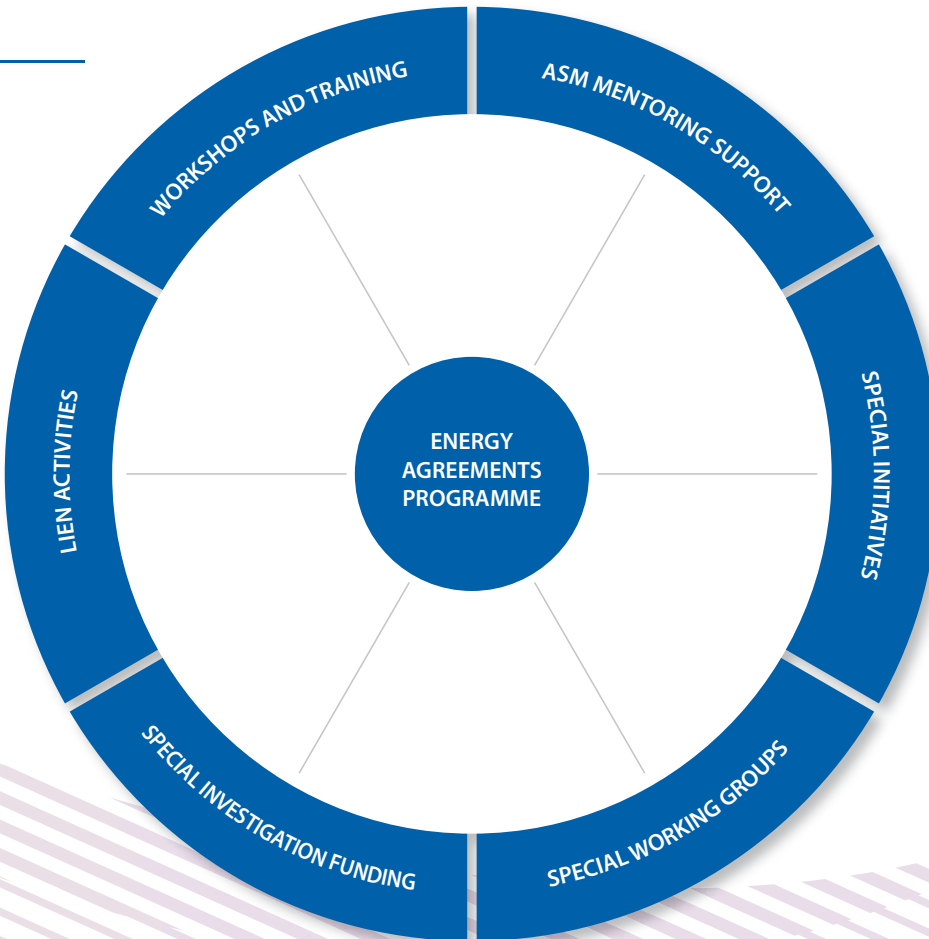 WORKSHOPS AND TRAINING
ASM MENTORING SUPPORT
SPECIAL INITIATIVES
SPECIAL WORKING GROUPS
SPECIAL INVESTIGATION FUNDING
LIEN ACTIVITIES
ENERGY
AGREEMENTS
PROGRAMME